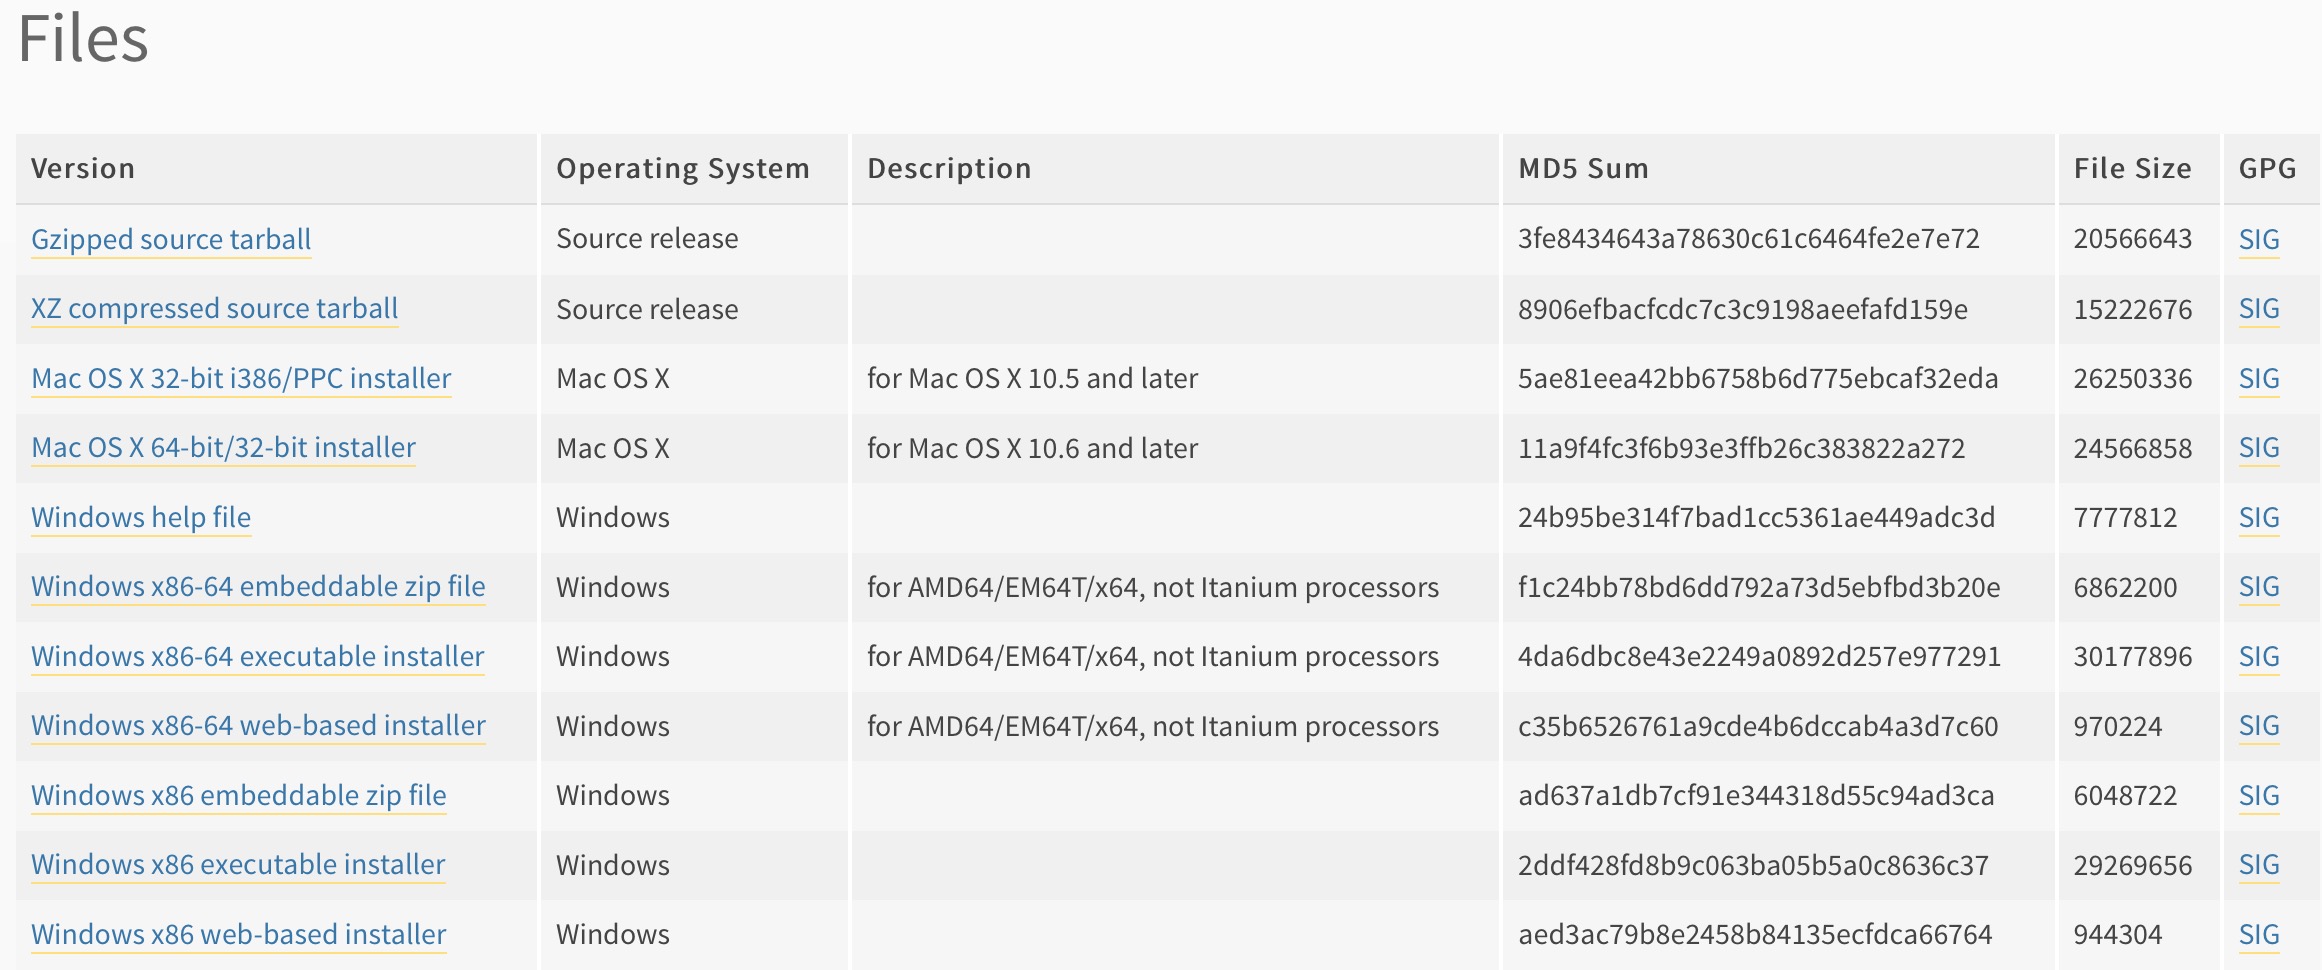 Files
Version Operating System Description MD5 Sum File Size GPG
Gzipped source tarball Source release 3fe8434643a78630c61c6464fe2e7e72 20566643 SIG
XZ compressed source tarball Source release 8906efbacfcdc7c3c9198aeefafd159e 15222676 SIG
Mac OS X 32-bit i386/PPC installer Mac OS X for Mac OS X 10.5 and later 5ae81eea42bb6758b6d775ebcaf32eda 26250336 SIG
Mac OS X 64-bit/32-bit installer Mac OS X for Mac OS X 10.6 and later 11a9f4fc3f6b93e3ffb26c383822a272 24566858 SIG
Windows help file Windows 24b95be314f7bad1cc5361ae449adc3d 7777812 SIG
Windows x86-64 embeddable zip file Windows for AMD64/EM64T/x64, not Itanium processors f1c24bb78bd6dd792a73d5ebfbd3b20e 6862200 SIG
Windows x86-64 executable installer Windows for AMD64/EM64T/x64, not Itanium processors 4da6dbc8e43e2249a0892d257e977291 30177896 SIG
Windows x86-64 web-based installer Windows for AMD64/EM64T/x64, not Itanium processors c35b6526761a9cde4b6dccab4a3d7c60 970224 SIG
Windows x86 embeddable zip file Windows ad637a1db7cf91e344318d55c94ad3ca 6048722 SIG
Windows x86 executable installer Windows 2ddf428fd8b9c063ba05b5a0c8636c37 29269656 SIG
Windows x86 web-based installer Windows aed3ac79b8e2458b84135ecfdca66764 944304 SIG